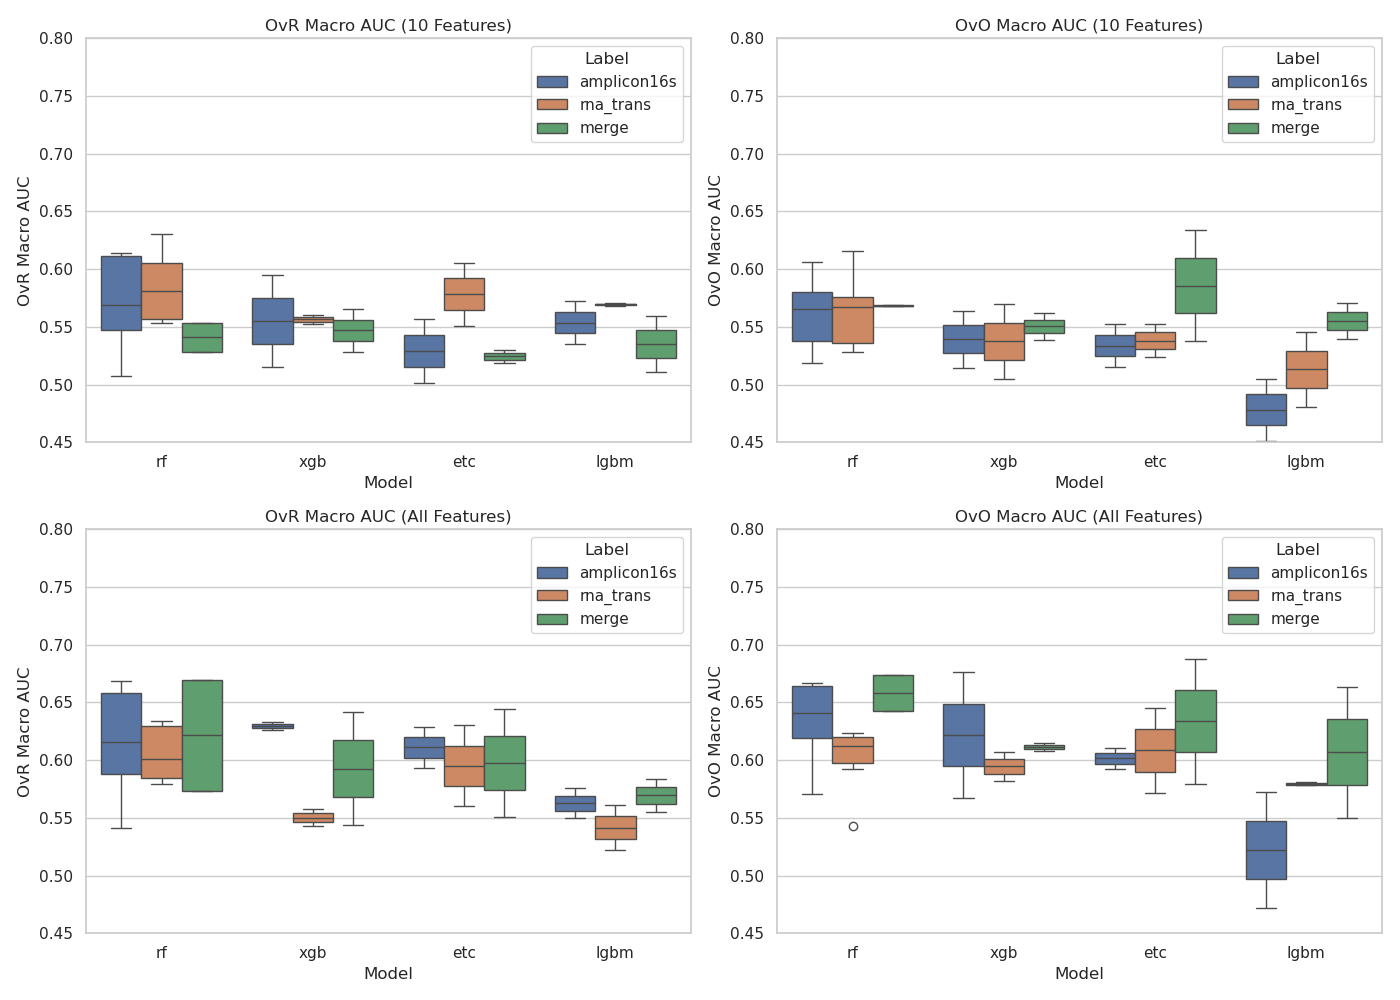 OvR Macro AUC (10 Features)
OvR Macro AUC
0.80
0.75
0.70
0.65
0.60
0.55
0.50
0.45
Label
amplicon16s
rna_trans
merge
rf xgb etc lgbm
Model
OvO Macro AUC (10 Features)
OvO Macro AUC
0.80
0.75
0.70
0.65
0.60
0.55
0.50
0.45
Label
amplicon16s
rna_trans
merge
rf xgb etc lgbm
Model
OvR Macro AUC (All Features)
OvR Macro AUC
0.80
0.75
0.70
0.65
0.60
0.55
0.50
0.45
Label
amplicon16s
rna_trans
merge
rf xgb etc lgbm
Model
OvO Macro AUC (All Features)
OvO Macro AUC
0.80
0.75
0.70
0.65
0.60
0.55
0.50
0.45
Label
amplicon16s
rna_trans
merge
rf xgb etc lgbm
Model